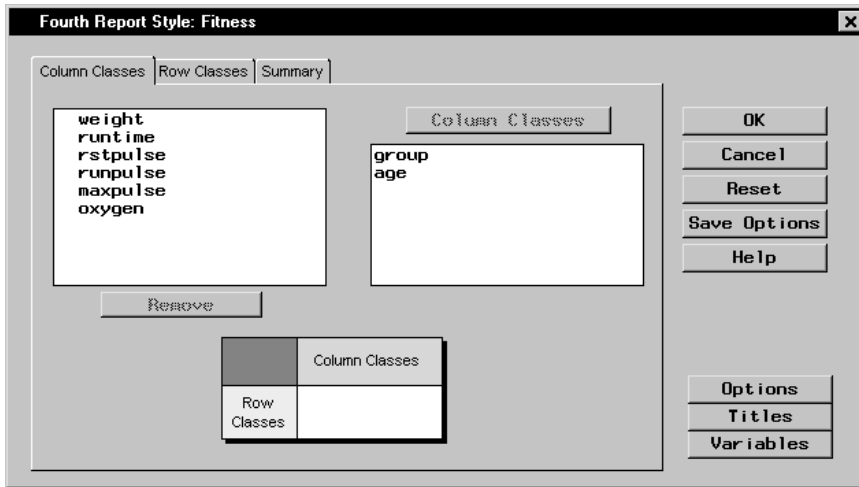 Fourth Report Style: Fitness
Column Classes Row Classes Summary
weight
runtime
rstpulse
runpulse
maxpulse
oxygen
Remove
Column Classes
group
age
OK
Cancel
Reset
Save Options
Help
Column Classes
Row
Classes
Options
Titles
Variables